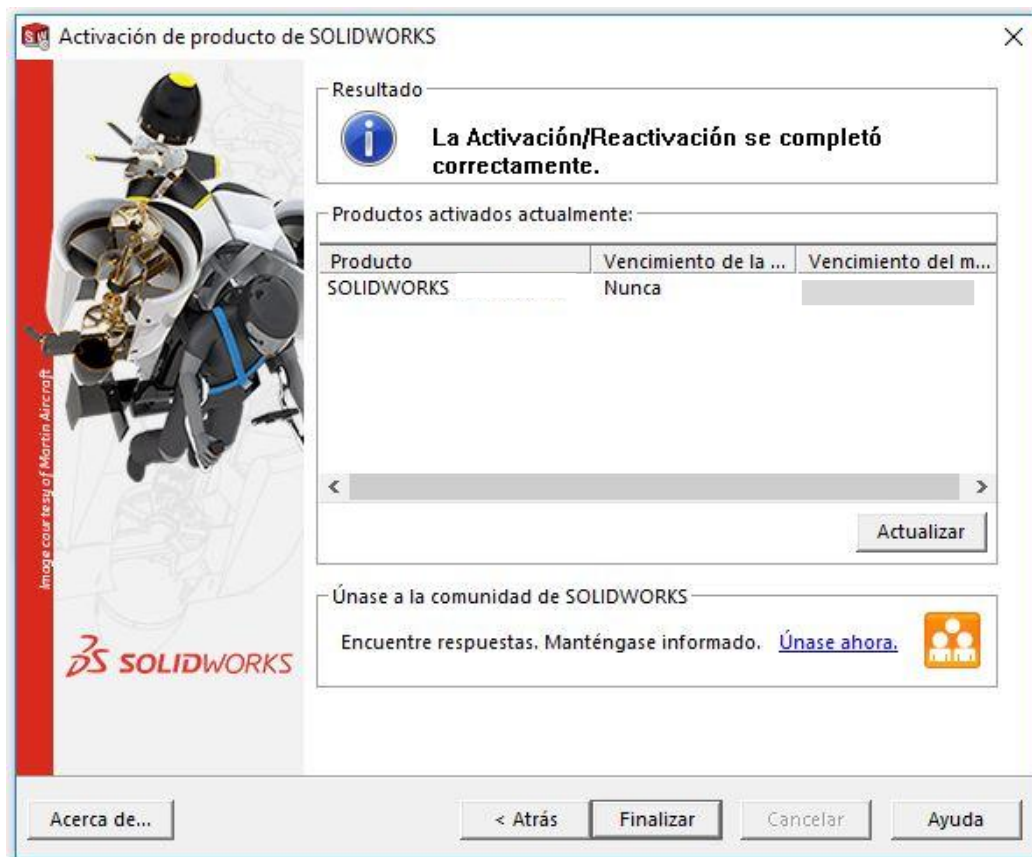 Activación de producto de SOLIDWORKS
Resultado
La Activación/Reactivación se completó
correctamente.
Productos activados actualmente:
Producto Vencimiento de la ... Vencimiento del m...
SOLIDWORKS Nunca
Actualizar
Únase a la comunidad de SOLIDWORKS
Encuentre respuestas. Manténgase informado. Únase ahora.
Image courtesy of Martin Aircraft
SOLIDWORKS
Acerca de... < Atrás Finalizar Cancelar Ayuda